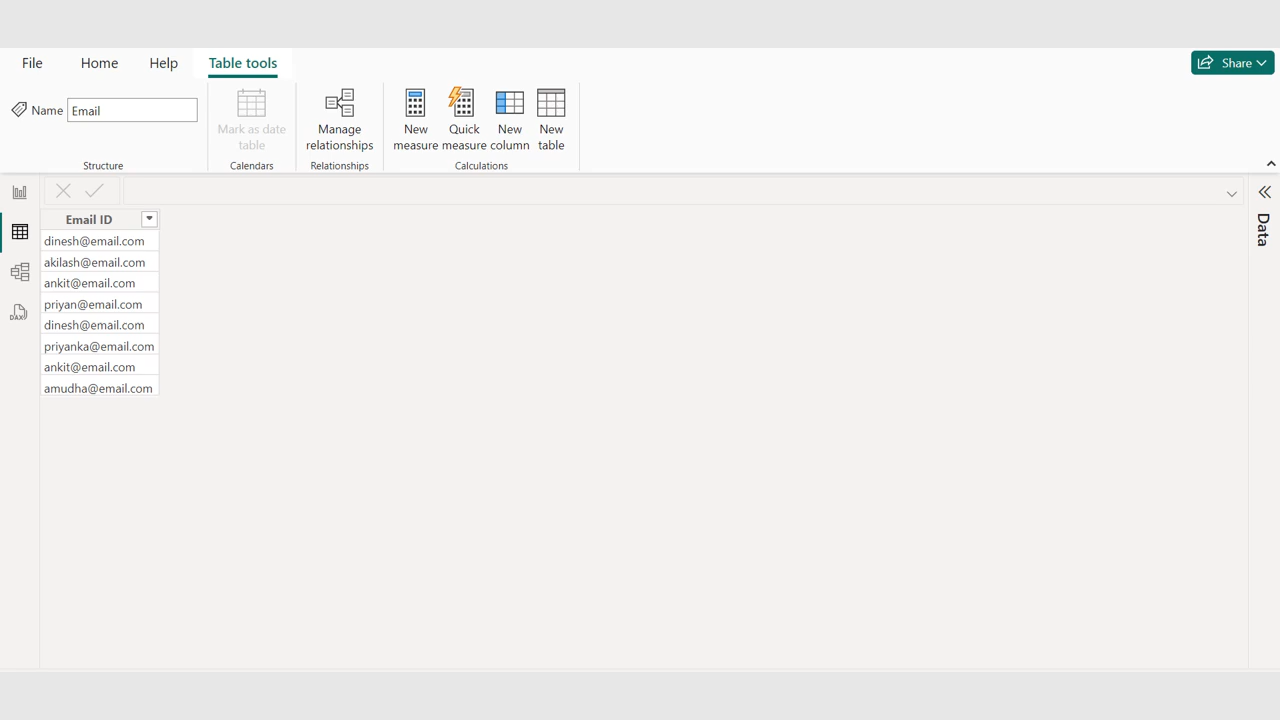 File Home Help Table tools Share
Name Email
Mark as date table
Manage relationships
New measure
Quick measure
New column
New table
Structure Calendars Relationships Calculations
Email ID
dinesh@email.com
akilash@email.com
ankit@email.com
priyan@email.com
dinesh@email.com
priyanka@email.com
ankit@email.com
amudha@email.com
DAX
Data